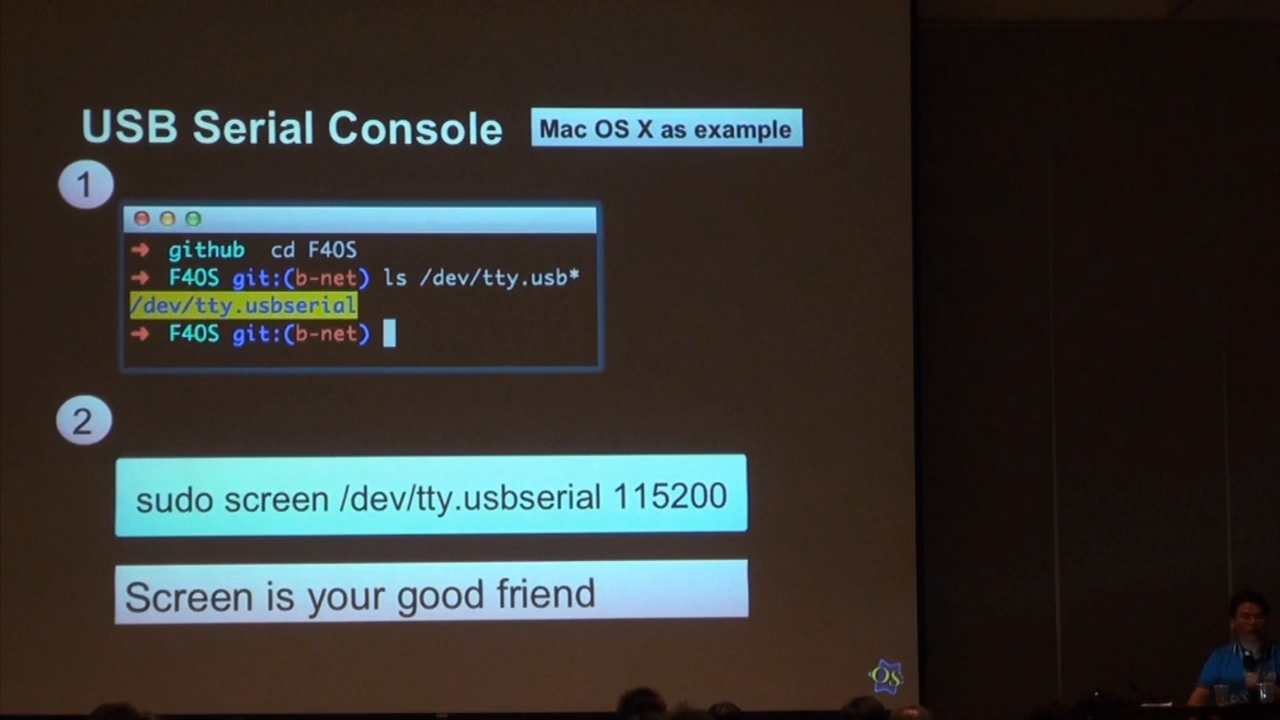 USB Serial Console
Mac OS X as example
1
➜ github cd F4OS
➜ F4OS git:(b-net) ls /dev/tty.usb*
/dev/tty.usbserial
➜ F4OS git:(b-net)
2
sudo screen /dev/tty.usbserial 115200
Screen is your good friend
OS